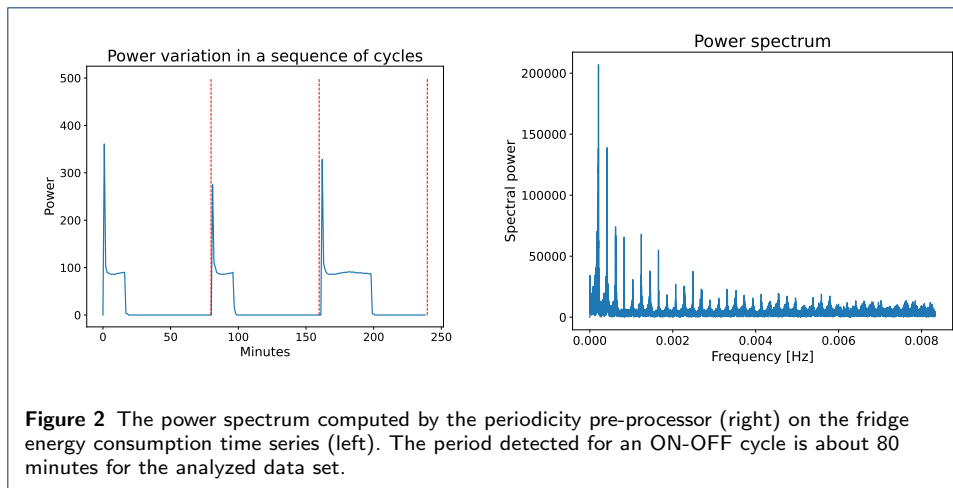 Power variation in a sequence of cycles
500
400
300
200
100
0
Power
0 50 100 150 200 250
Minutes
Power spectrum
200000
150000
100000
50000
0
Spectral power
0.000 0.002 0.004 0.006 0.008
Frequency [Hz]
Figure 2 The power spectrum computed by the periodicity pre-processor (right) on the fridge
energy consumption time series (left). The period detected for an ON-OFF cycle is about 80
minutes for the analyzed data set.